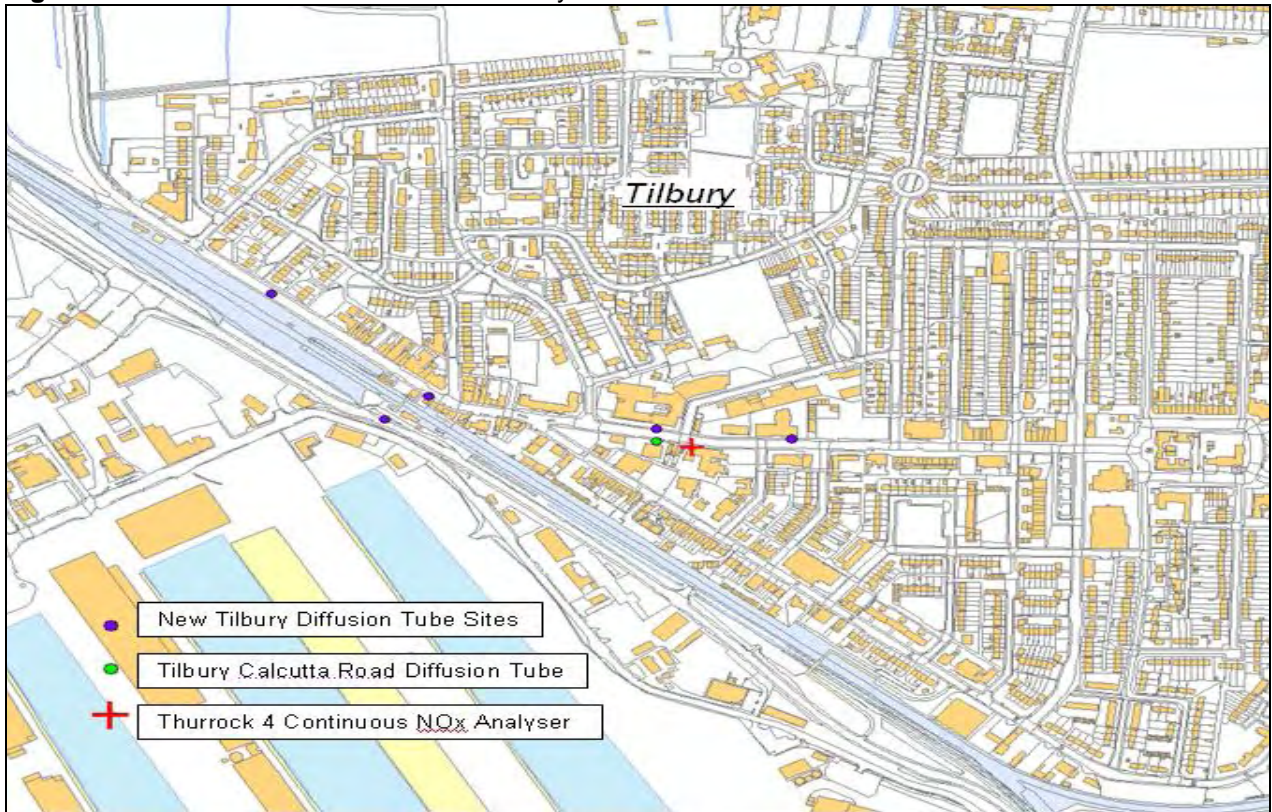 Tilbury
New Tilbury Diffusion Tube Sites
Tilbury Calcutta Road Diffusion Tube
Thurrock 4 Continuous NOx Analyser